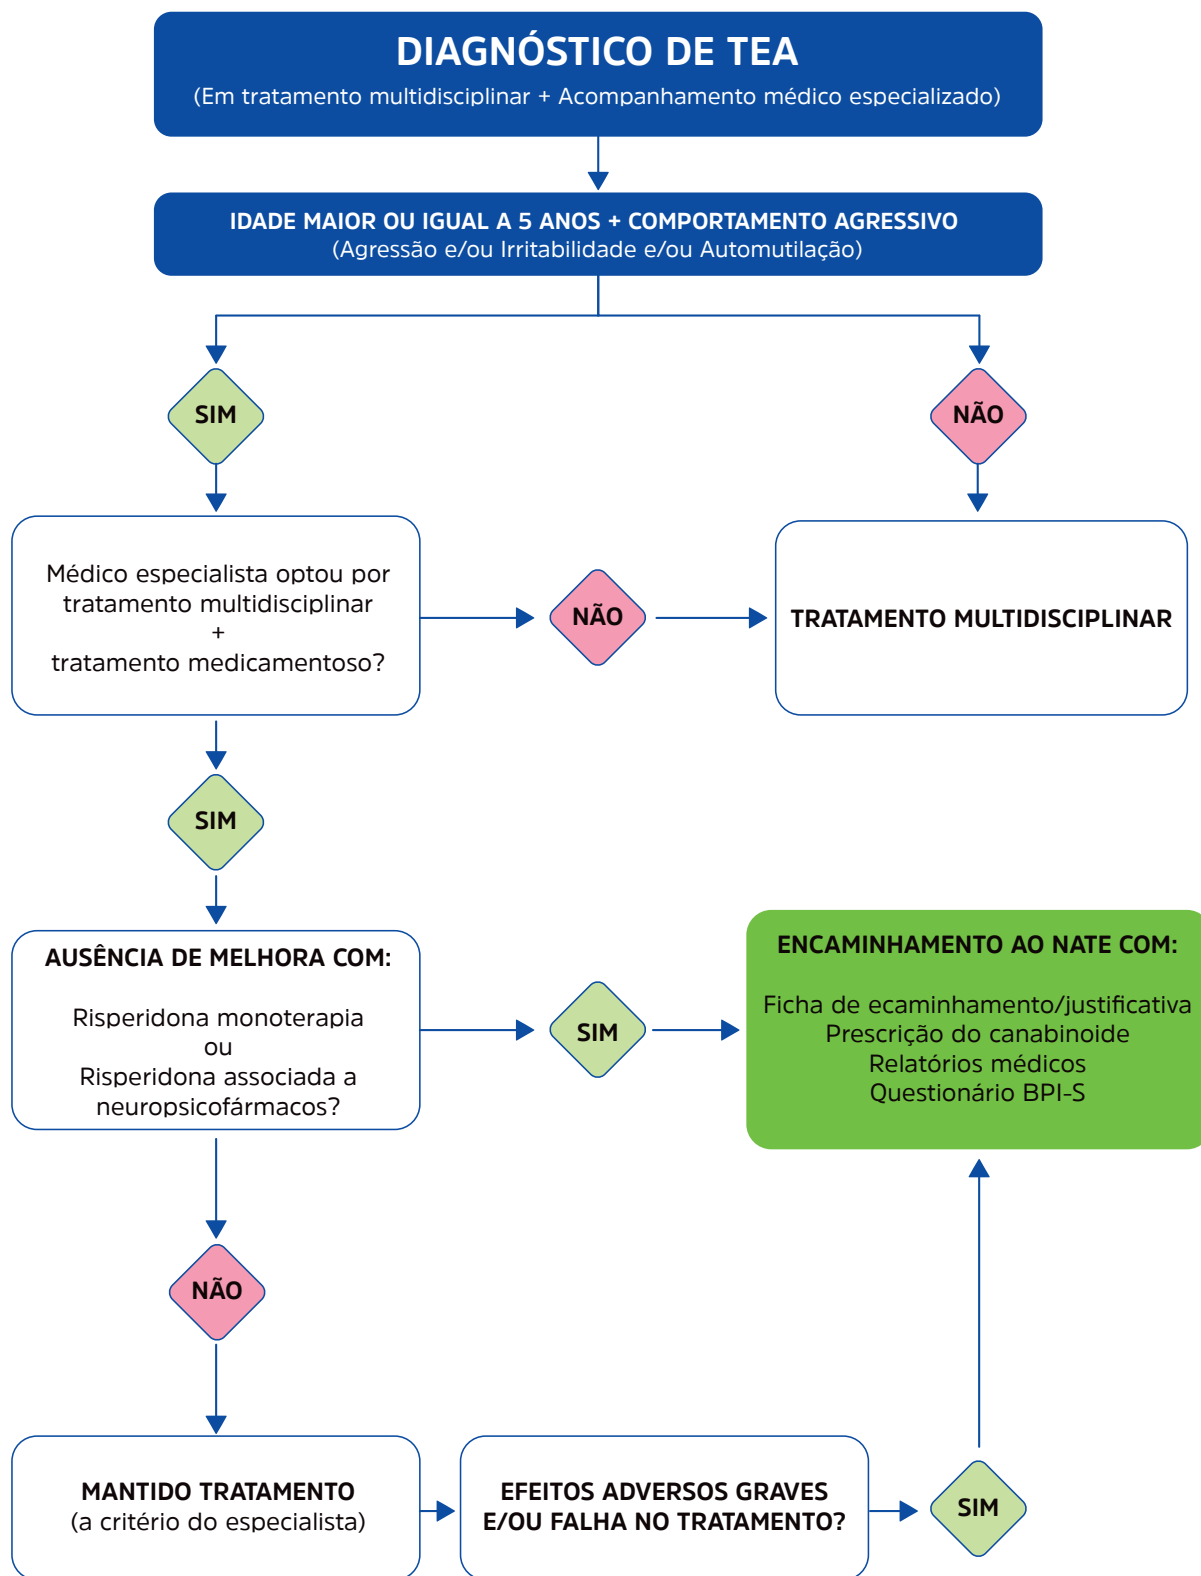 DIAGNÓSTICO DE TEA
(Em tratamento multidisciplinar + Acompanhamento médico especializado)
IDADE MAIOR OU IGUAL A 5 ANOS + COMPORTAMENTO AGRESSIVO
(Agressão e/ou Irritabilidade e/ou Automutilação)
SIM
NÃO
Médico especialista optou por
tratamento multidisciplinar
+
tratamento medicamentoso?
NÃO
TRATAMENTO MULTIDISCIPLINAR
SIM
AUSÊNCIA DE MELHORA COM:
Risperidona monoterapia
ou
Risperidona associada a
neuropsicofármacos?
SIM
ENCAMINHAMENTO AO NATE COM:
Ficha de ecaminhamento/justificativa
Prescrição do canabinoide
Relatórios médicos
Questionário BPI-S
NÃO
MANTIDO TRATAMENTO
(a critério do especialista)
EFEITOS ADVERSOS GRAVES
E/OU FALHA NO TRATAMENTO?
SIM